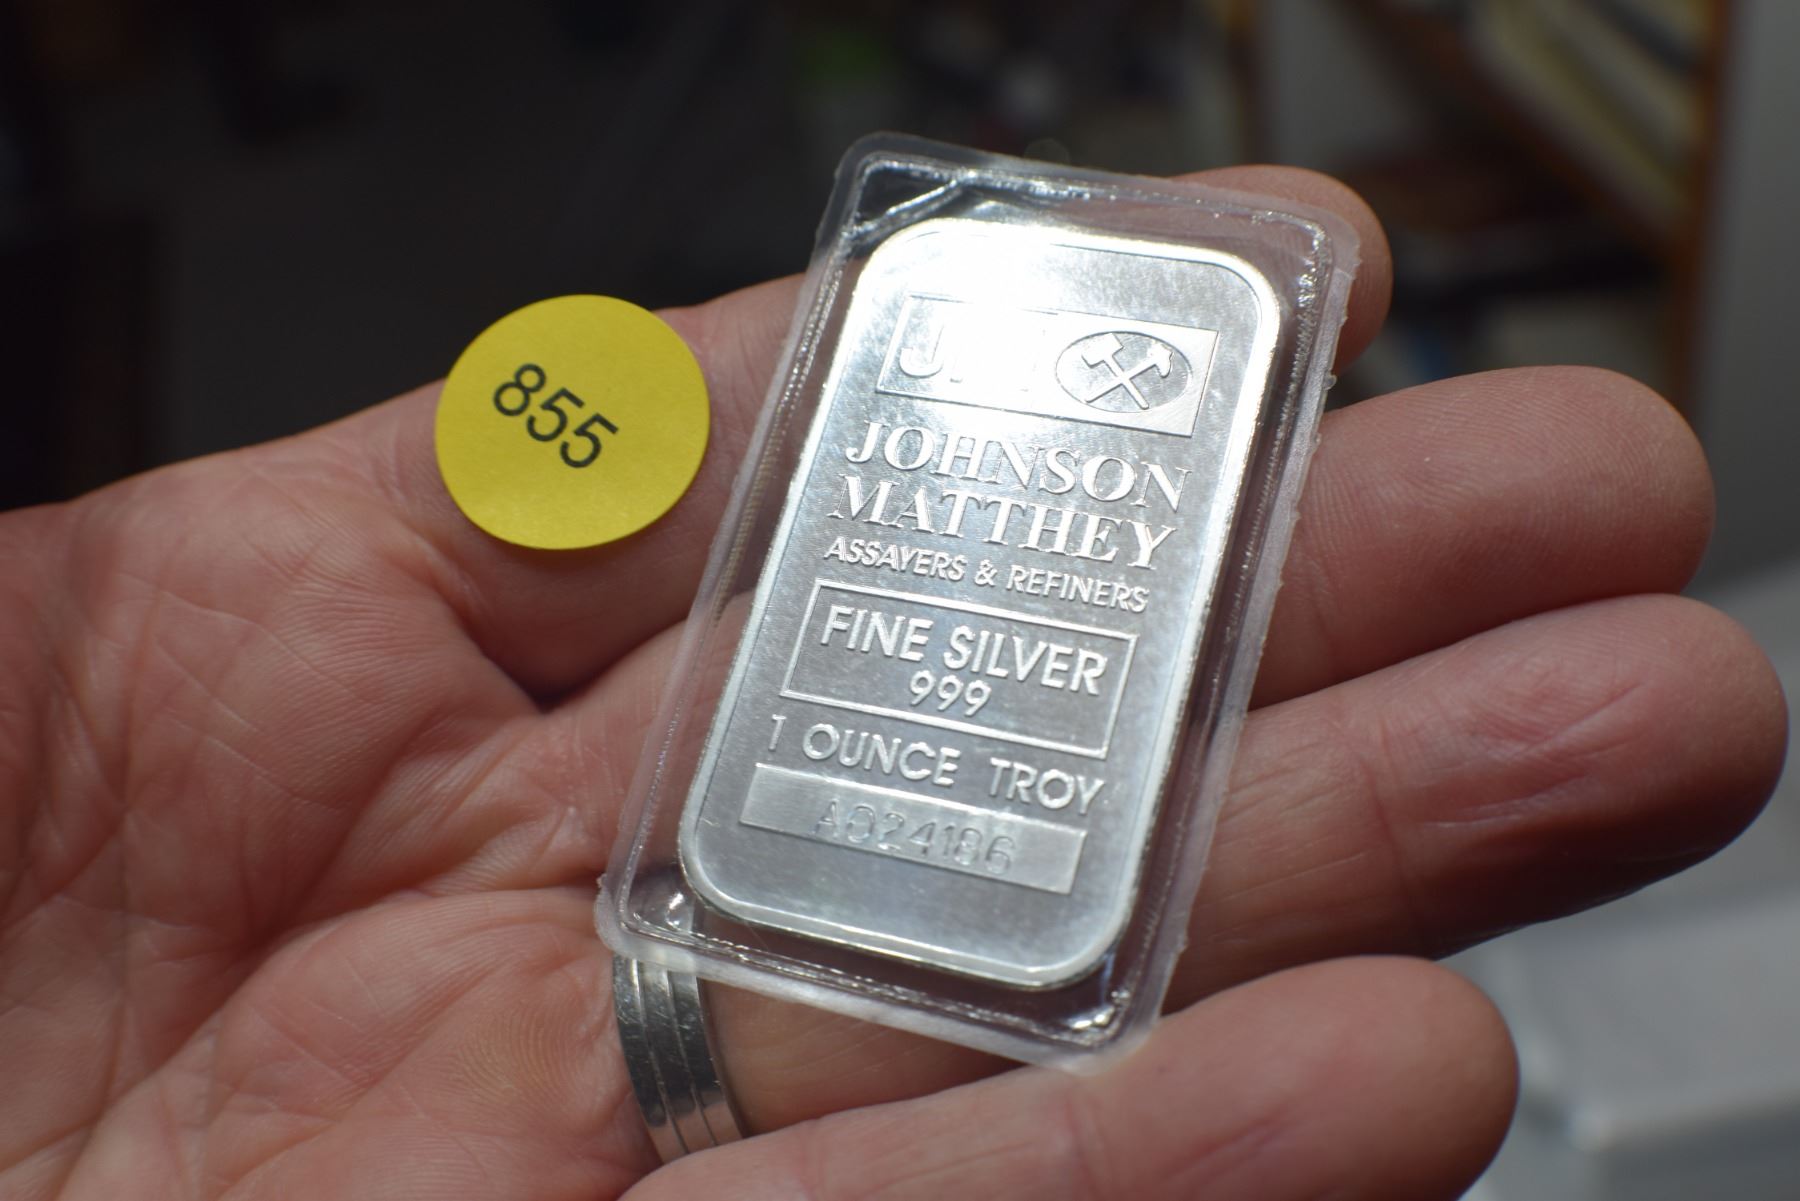 855
JM
JOHNSON
MATTHEY
ASSAYERS & REFINERS
FINE SILVER
999
1 OUNCE TROY
A024186